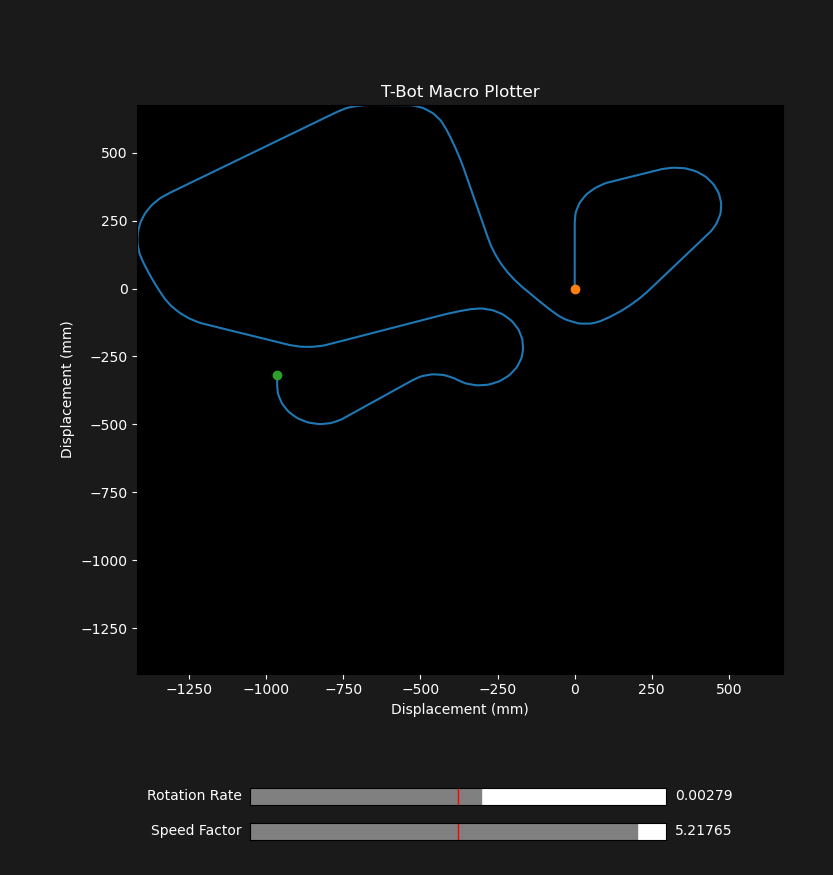 T-Bot Macro Plotter
500
250
0
−250
−500
−750
−1000
−1250
Displacement (mm)
−1250 −1000 −750 −500 −250 0 250 500
Displacement (mm)
Rotation Rate 0.00279
Speed Factor 5.21765